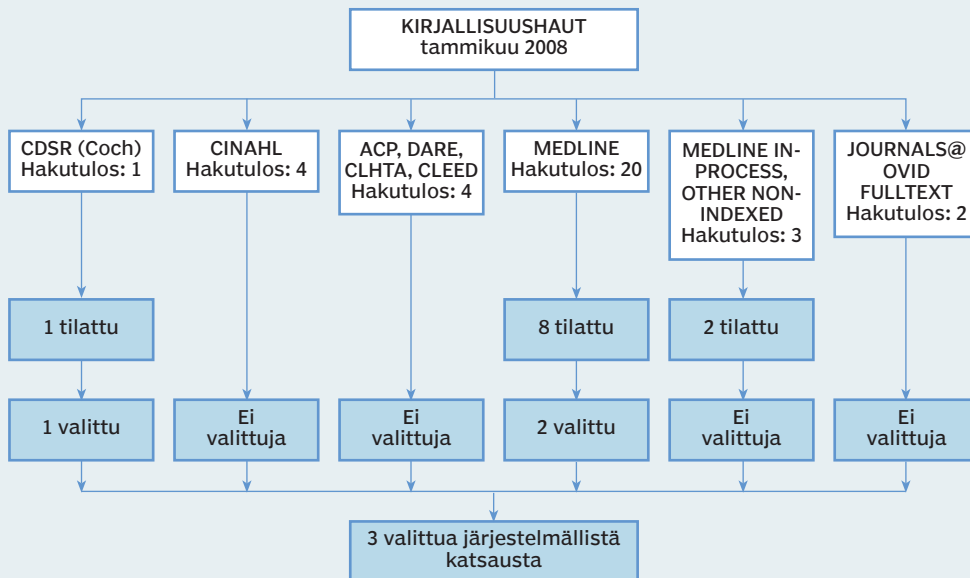 KIRJALLISUUSHAUT
tammikuu 2008
CDSR (Coch)
Hakutulos: 1
CINAHL
Hakutulos: 4
ACP, DARE,
CLHTA, CLEED
Hakutulos: 4
MEDLINE
Hakutulos: 20
MEDLINE IN-
PROCESS,
OTHER NON-
INDEXED
Hakutulos: 3
JOURNALS@
OVID
FULLTEXT
Hakutulos: 2
1 tilattu
8 tilattu
2 tilattu
1 valittu
Ei
valittuja
Ei
valittuja
2 valittu
Ei
valittuja
Ei
valittuja
3 valittua järjestelmällistä
katsausta